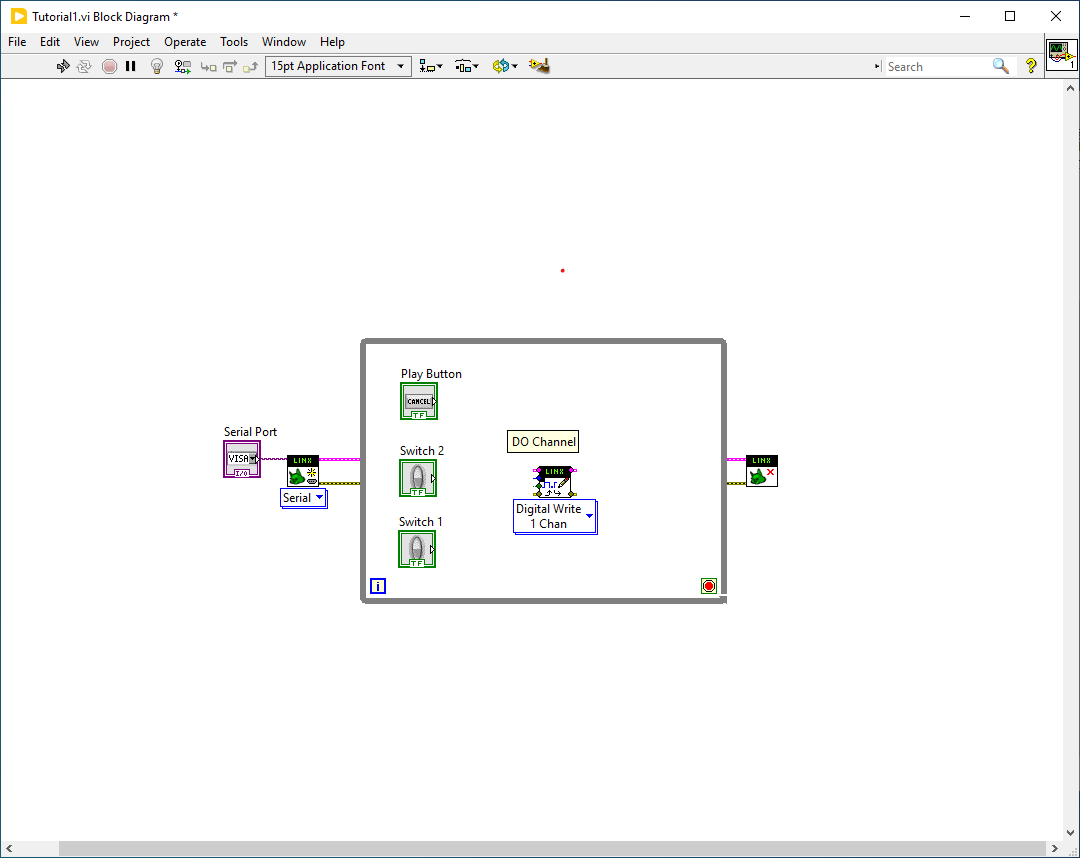 Tutorial1.vi Block Diagram *
File Edit View Project Operate Tools Window Help
15pt Application Font
Search
?
1
Play Button
CANCEL
TF
Serial Port
VISA
I/O
LINX
Serial
Switch 2
TF
DO Channel
LINX
Digital Write
1 Chan
LINX
Switch 1
TF
i